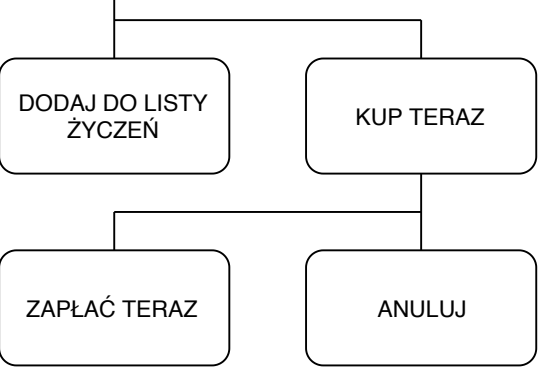 DODAJ DO LISTY
ŻYCZEŃ
KUP TERAZ
ZAPŁAĆ TERAZ
ANULUJ